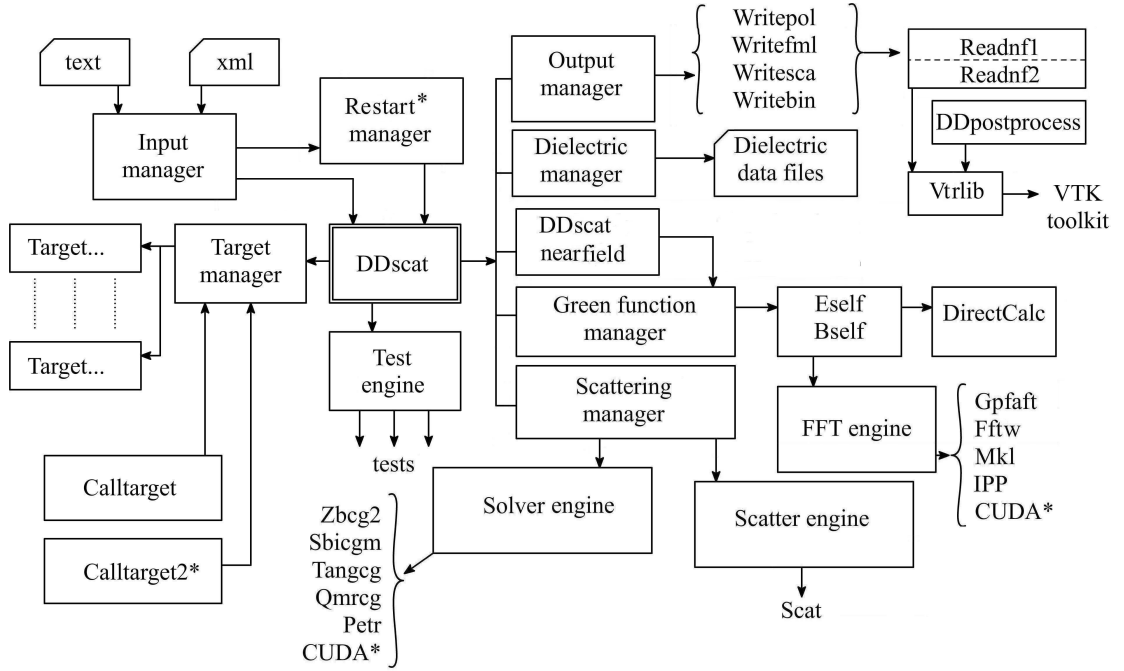 text
xml
Input
manager
Restart*
manager
Output
manager
Writepol
Writefml
Writesca
Writebin
Readnf1
Readnf2
DDpostprocess
Dielectric
manager
Dielectric
data files
Vtrlib
VTK
toolkit
Target...
Target
manager
DDscat
DDscat
nearfield
Green function
manager
Eself
Bself
DirectCalc
Target...
Test
engine
tests
Scattering
manager
FFT engine
Gpfaft
Fftw
Mkl
IPP
CUDA*
Calltarget
Calltarget2*
Solver engine
Zbcg2
Sbicgm
Tangcg
Qmrcg
Petr
CUDA*
Scatter engine
Scat